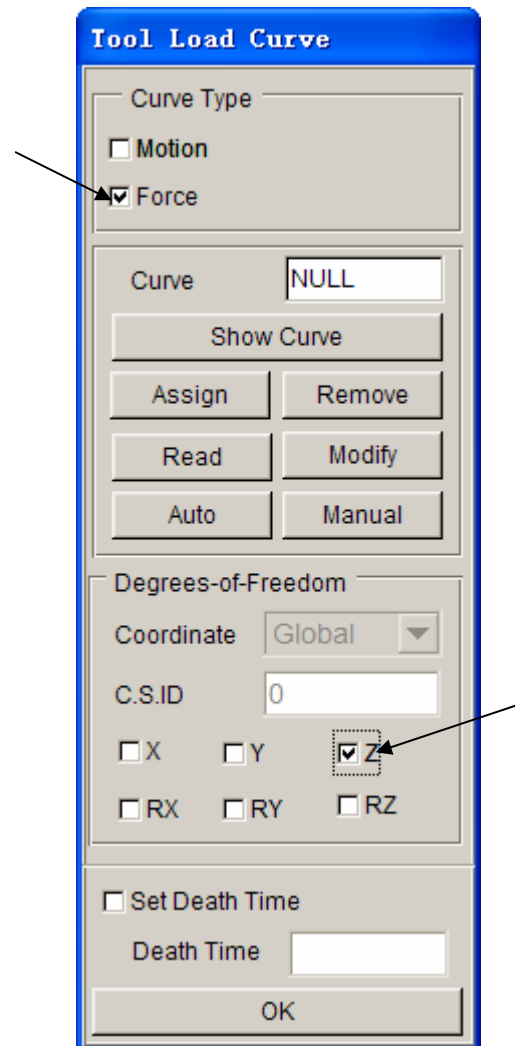 Tool Load Curve
Curve Type
Motion
Force
Curve NULL
Show Curve
Assign Remove
Read Modify
Auto Manual
Degrees-of-Freedom
Coordinate Global
C.S.ID 0
X Y Z
RX RY RZ
Set Death Time
Death Time
OK